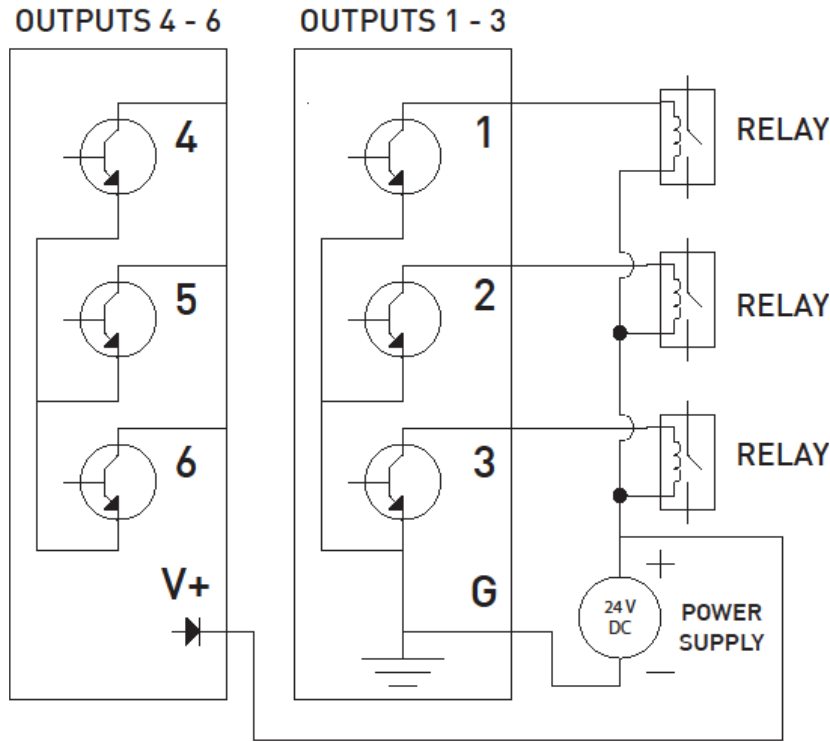 OUTPUTS 4 - 6
OUTPUTS 1 - 3
4
1
RELAY
5
2
RELAY
6
3
RELAY
V+
G
+
24 V
DC
POWER
SUPPLY
—